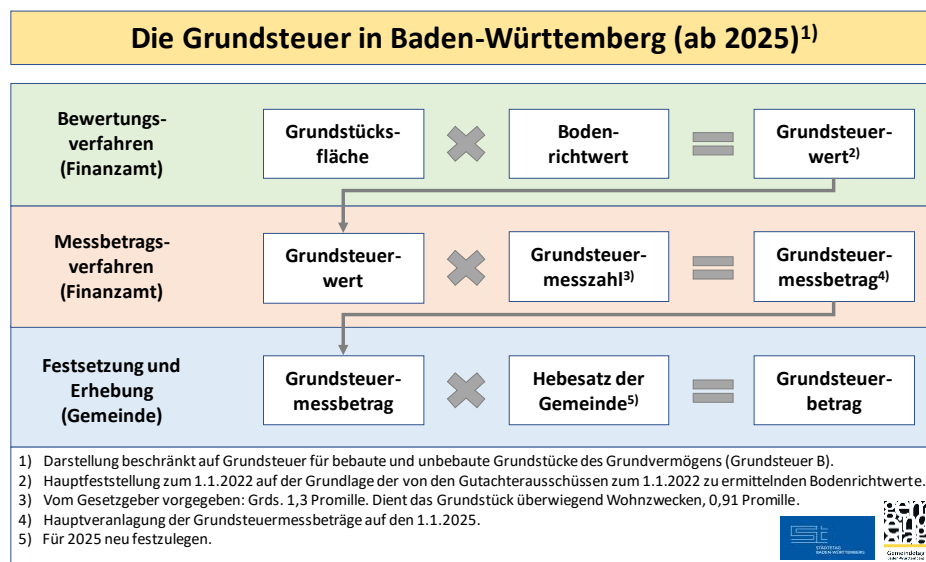 Die Grundsteuer in Baden-Württemberg (ab 2025)1)
Bewertungs-
verfahren
(Finanzamt)
Grundstücks-
fläche
Boden-
richtwert
Grundsteuer-
wert2)
Messbetrags-
verfahren
(Finanzamt)
Grundsteuer-
wert
Grundsteuer-
messzahl3)
Grundsteuer-
messbetrag4)
Festsetzung und
Erhebung
(Gemeinde)
Grundsteuer-
messbetrag
Hebesatz der
Gemeinde5)
Grundsteuer-
betrag
1) Darstellung beschränkt auf Grundsteuer für bebaute und unbebaute Grundstücke des Grundvermögens (Grundsteuer B).
2) Hauptfeststellung zum 1.1.2022 auf der Grundlage der von den Gutachterausschüssen zum 1.1.2022 zu ermittelnden Bodenrichtwerte.
3) Vom Gesetzgeber vorgegeben: Grds. 1,3 Promille. Dient das Grundstück überwiegend Wohnzwecken, 0,91 Promille.
4) Hauptveranlagung der Grundsteuermessbeträge auf den 1.1.2025.
5) Für 2025 neu festzulegen.
STÄDTETAG
BADEN-WÜRTTEMBERG
Gemeindetag